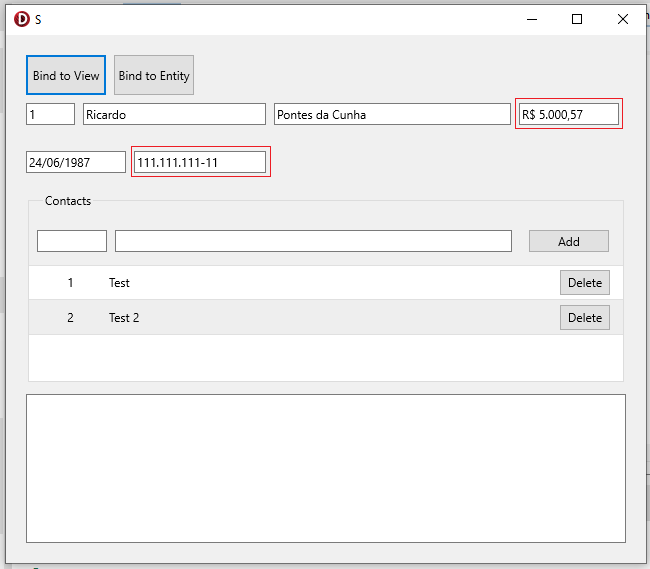 D S
Bind to View Bind to Entity
1 Ricardo Pontes da Cunha R$ 5.000,57
24/06/1987 111.111.111-11
Contacts
Add
1 Test Delete
2 Test 2 Delete